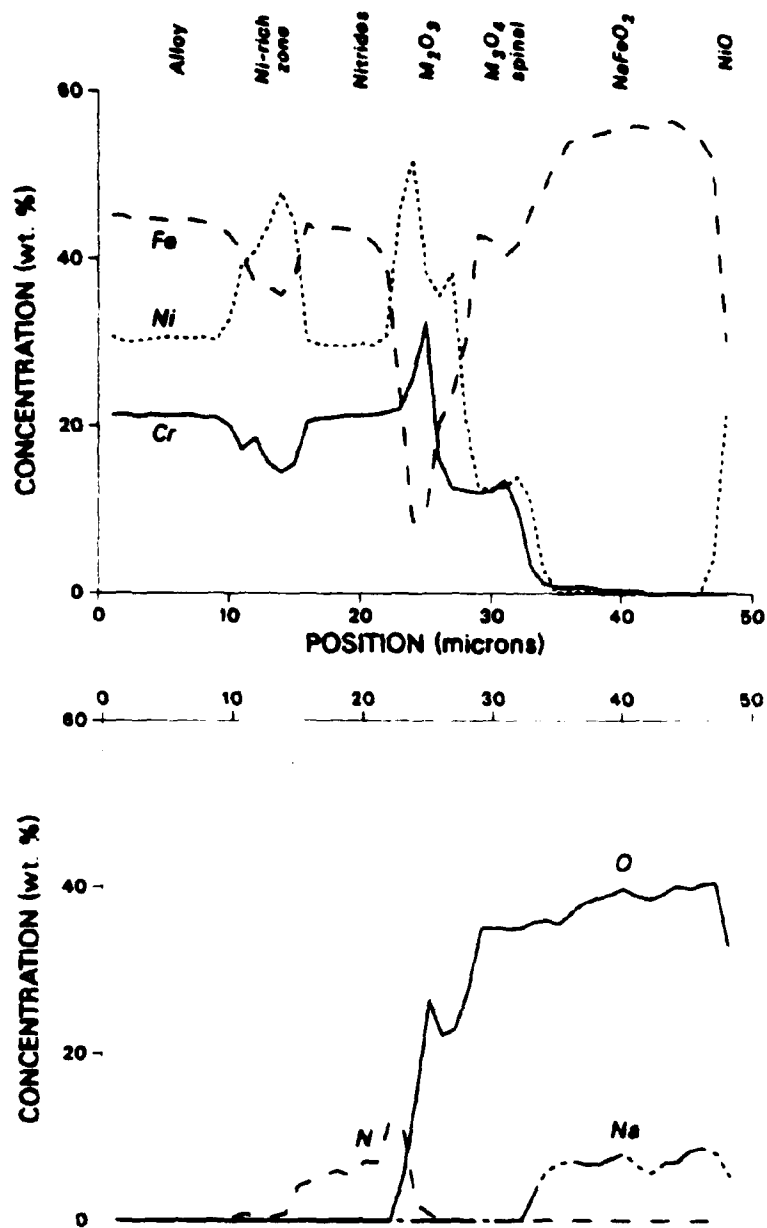 Alloy
Ni-rich
zone
Nitrides
M2O3
M3O4
spinel
NaFeO2
NiO
60
40
20
0
CONCENTRATION (wt. %)
Fe
Ni
Cr
0 10 20 30 40 50
POSITION (microns)
0 10 20 30 40 50
60
40
20
0
CONCENTRATION (wt. %)
O
N
Na